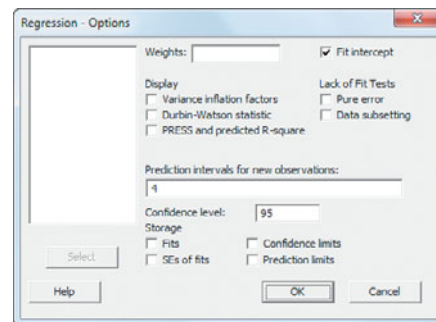 Regression - Options
Weights:
Fit intercept
Display
Lack of Fit Tests
Variance inflation factors
Pure error
Durbin-Watson statistic
Data subsetting
PRESS and predicted R-square
Prediction intervals for new observations:
4
Confidence level: 95
Storage
Fits
Confidence limits
Select
SEs of fits
Prediction limits
Help
OK
Cancel